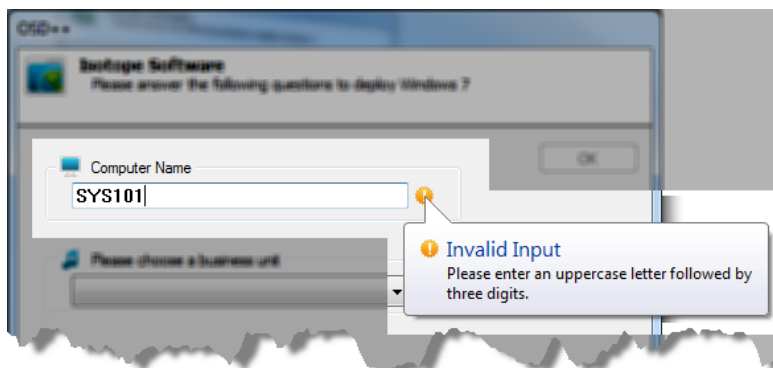 OSD++
Isotope Software
Please answer the following questions to deploy Windows 7
OK
Computer Name
SYS101
Invalid Input
Please enter an uppercase letter followed by
three digits.
Please choose a business unit